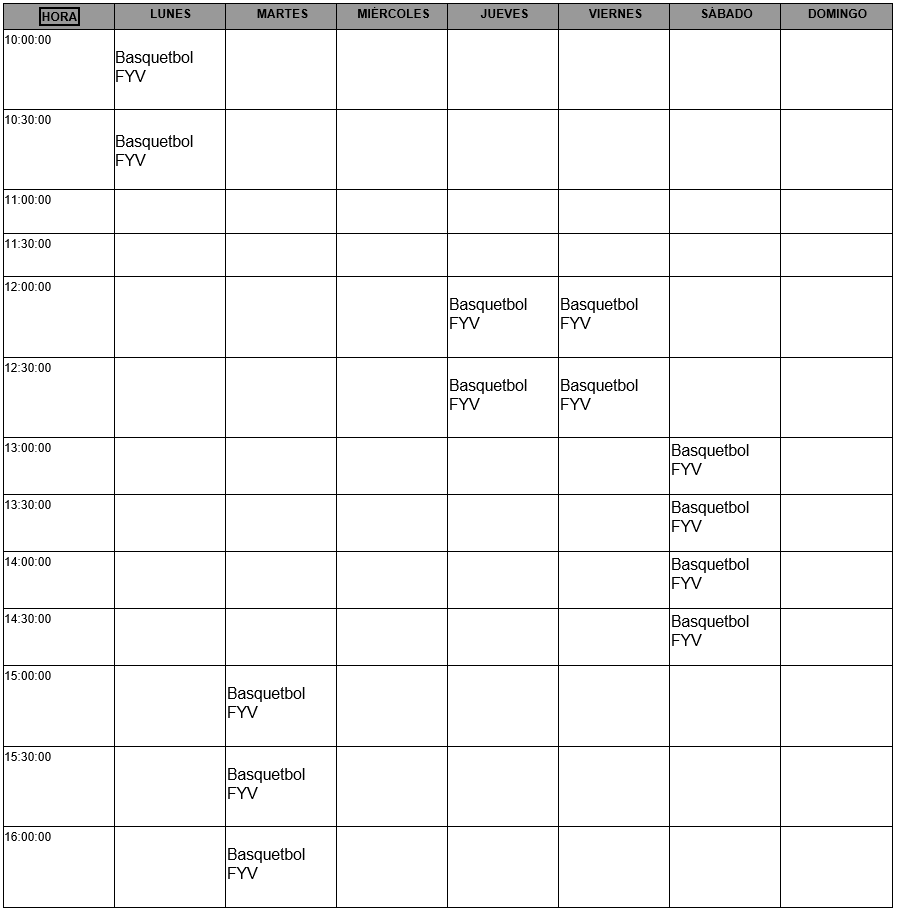 HORA LUNES MARTES MIÈRCOLES JUEVES VIERNES SÀBADO DOMINGO
10:00:00
Basquetbol
FYV
10:30:00
Basquetbol
FYV
11:00:00
11:30:00
12:00:00
Basquetbol Basquetbol
FYV FYV
12:30:00
Basquetbol Basquetbol
FYV FYV
13:00:00 Basquetbol
FYV
13:30:00 Basquetbol
FYV
14:00:00 Basquetbol
FYV
14:30:00 Basquetbol
FYV
15:00:00
Basquetbol
FYV
15:30:00
Basquetbol
FYV
16:00:00
Basquetbol
FYV